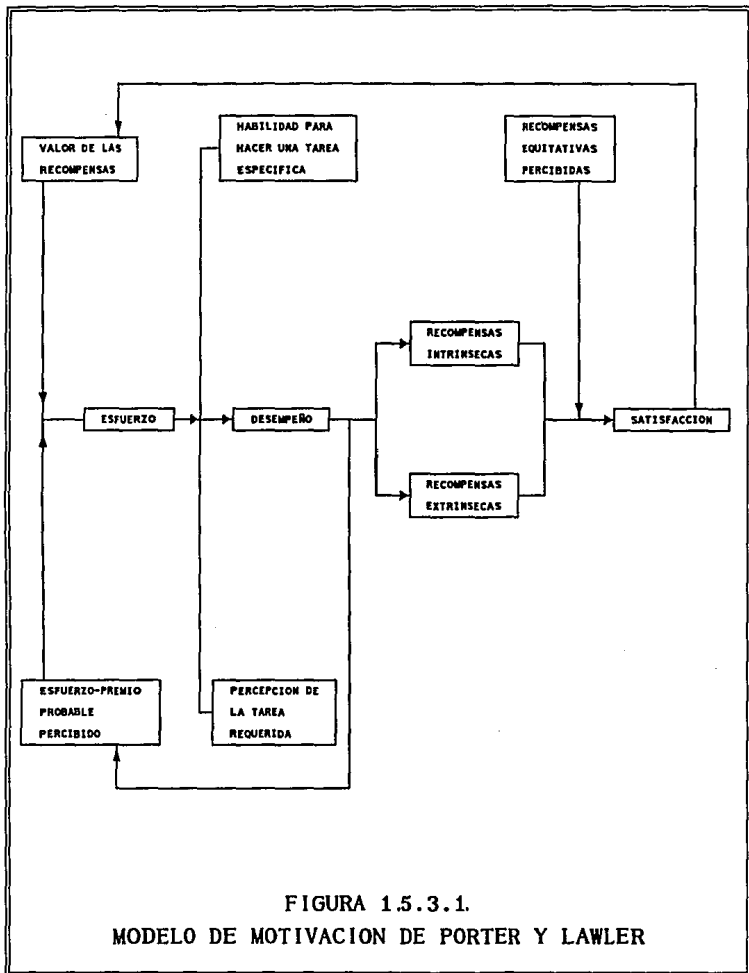 VALOR DE LAS
RECOMPENSAS
HABILIDAD PARA
HACER UNA TAREA
ESPECIFICA
RECOMPENSAS
EQUITATIVAS
PERCIBIDAS
RECOMPENSAS
INTRINSECAS
ESFUERZO
DESEMPEÑO
SATISFACCION
RECOMPENSAS
EXTRINSECAS
ESFUERZO-PREMIO
PROBABLE
PERCIBIDO
PERCEPCION DE
LA TAREA
REQUERIDA
FIGURA 1.5.3.1.
MODELO DE MOTIVACION DE PORTER Y LAWLER